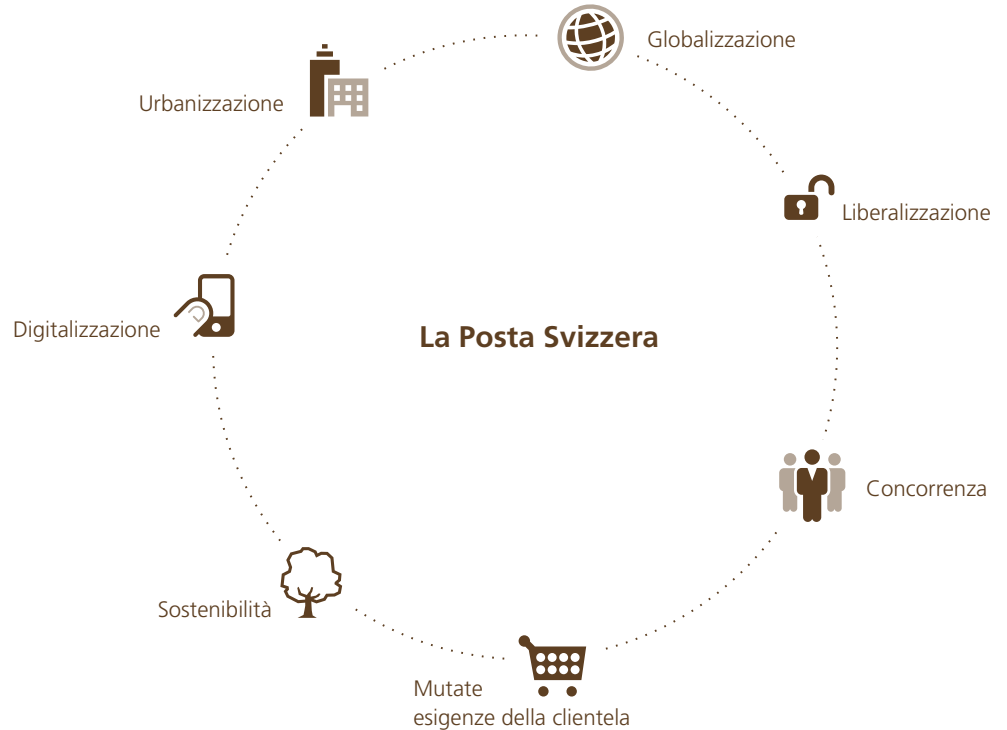 Globalizzazione
Urbanizzazione
Liberalizzazione
Digitalizzazione
La Posta Svizzera
Concorrenza
Sostenibilità
Mutate
esigenze della clientela